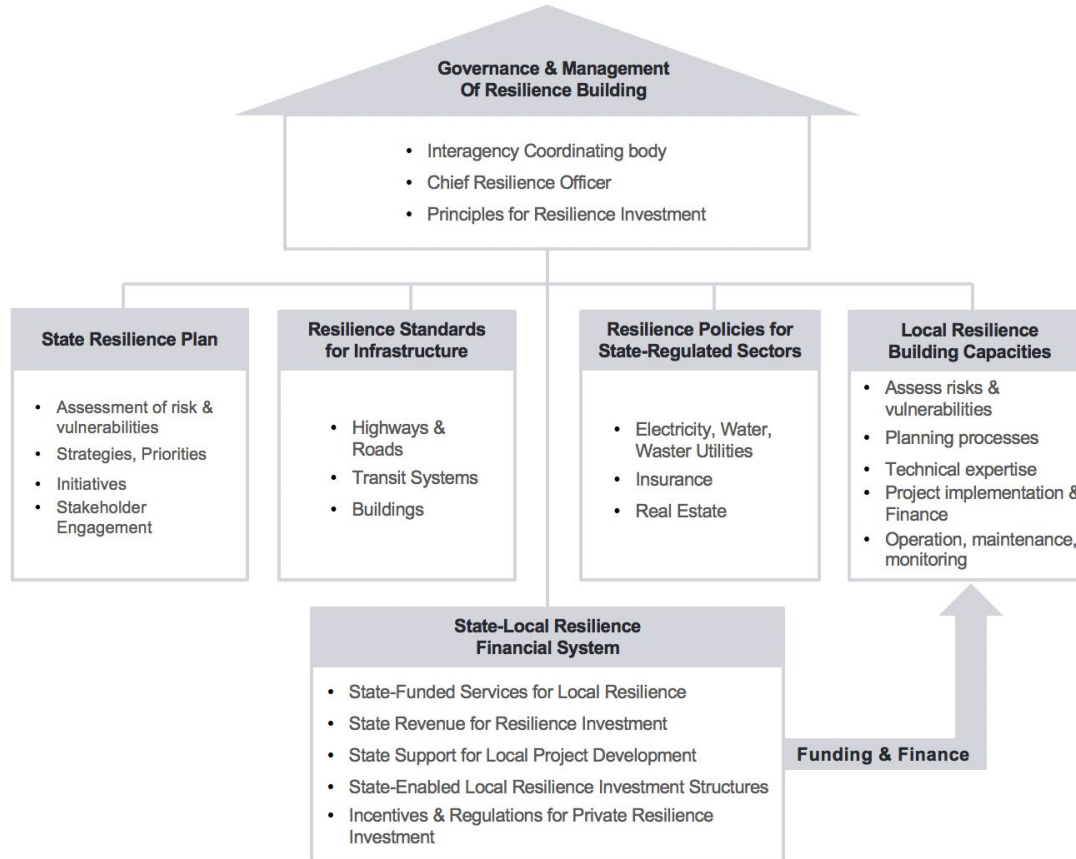 Governance & Management
Of Resilience Building
• Interagency Coordinating body
• Chief Resilience Officer
• Principles for Resilience Investment
State Resilience Plan
• Assessment of risk &
vulnerabilities
• Strategies, Priorities
• Initiatives
• Stakeholder
Engagement
Resilience Standards
for Infrastructure
• Highways &
Roads
• Transit Systems
• Buildings
Resilience Policies for
State-Regulated Sectors
• Electricity, Water,
Waster Utilities
• Insurance
• Real Estate
Local Resilience
Building Capacities
• Assess risks &
vulnerabilities
• Planning processes
• Technical expertise
• Project implementation &
Finance
• Operation, maintenance,
monitoring
State-Local Resilience
Financial System
• State-Funded Services for Local Resilience
• State Revenue for Resilience Investment
• State Support for Local Project Development
• State-Enabled Local Resilience Investment Structures
• Incentives & Regulations for Private Resilience
Investment
Funding & Finance